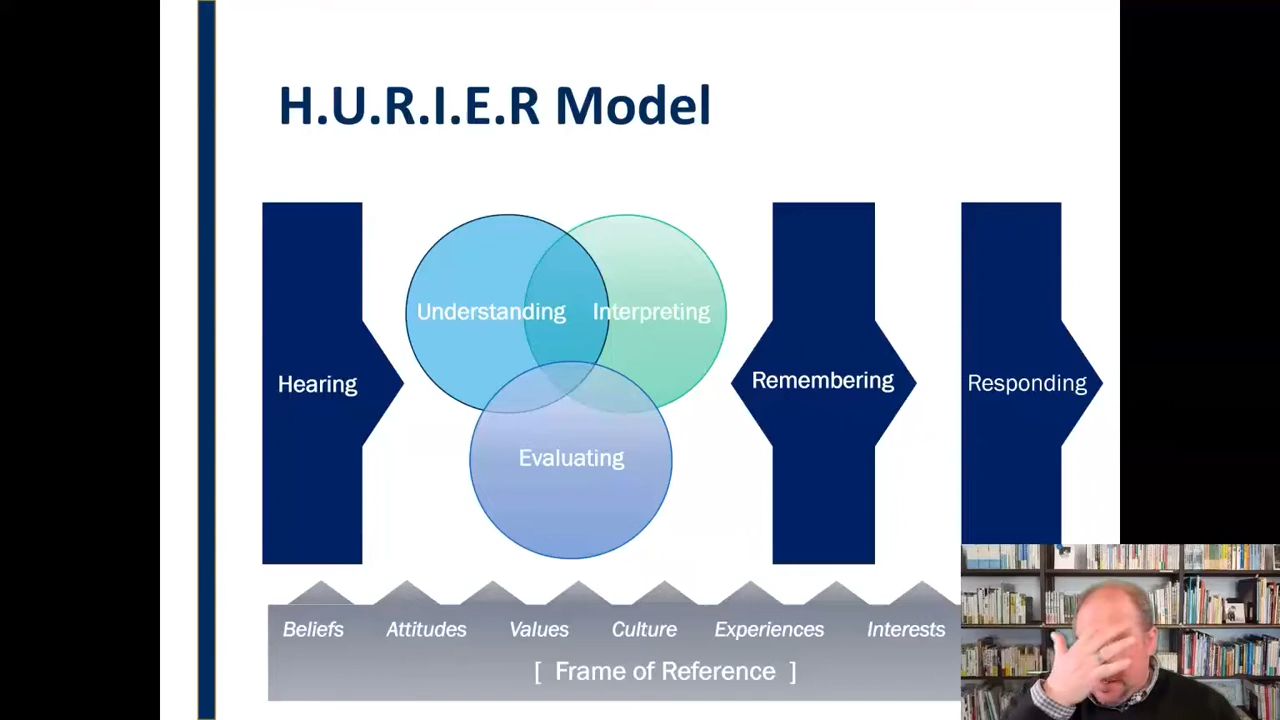 H.U.R.I.E.R Model
Understanding
Interpreting
Hearing
Remembering
Responding
Evaluating
Beliefs Attitudes Values Culture Experiences Interests
[ Frame of Reference ]